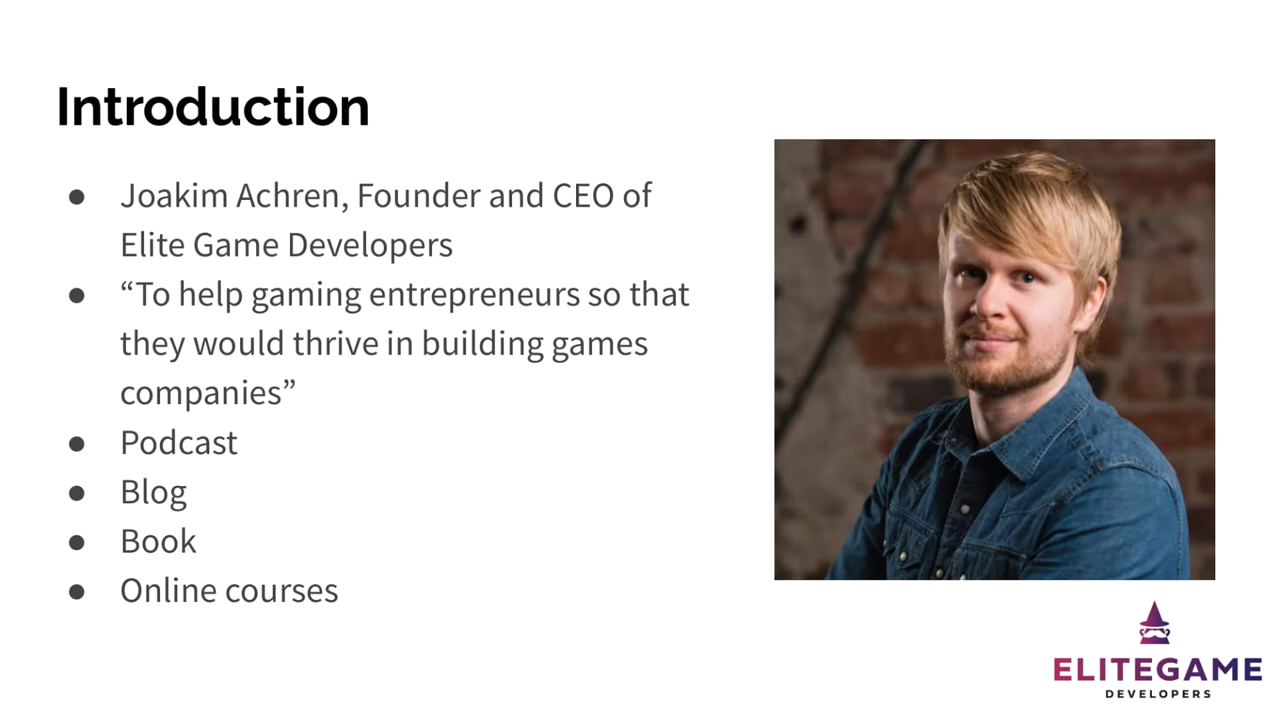 Introduction
● Joakim Achren, Founder and CEO of
Elite Game Developers
● “To help gaming entrepreneurs so that
they would thrive in building games
companies”
● Podcast
● Blog
● Book
● Online courses
ELITEGAME
DEVELOPERS